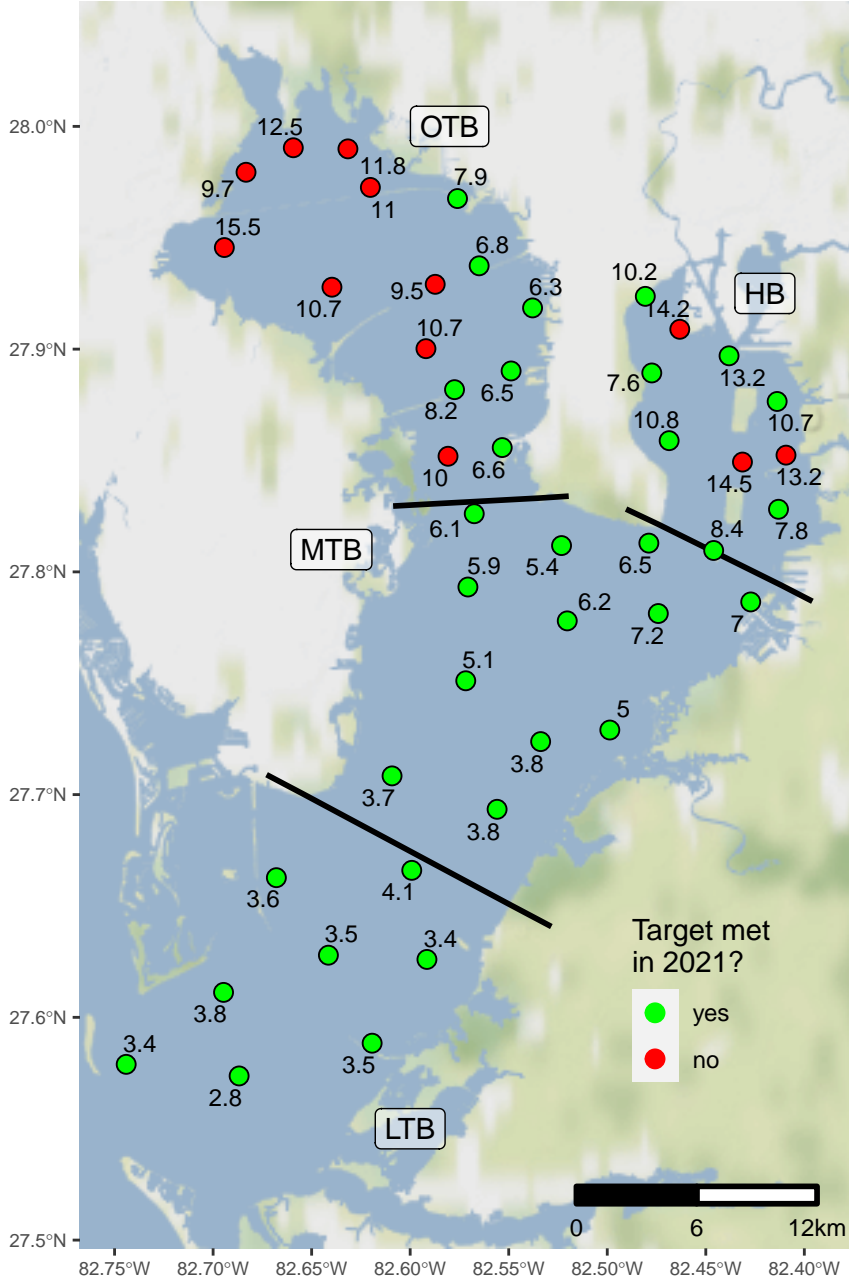 28.0°N
27.9°N
27.8°N
27.7°N
27.6°N
27.5°N
OTB
12.5
11.8
9.7
11
7.9
15.5
6.8
10.7
9.5
6.3
10.7
8.2
6.5
10
6.6
HB
10.2
14.2
13.2
7.6
10.7
10.8
14.5
13.2
7.8
8.4
MTB
6.1
5.4
6.5
5.9
6.2
7.2
7
5.1
5
3.8
3.7
3.8
4.1
3.6
3.5
3.4
3.8
3.4
3.5
2.8
LTB
Target met
in 2021?
yes
no
0 6 12km
82.75°W 82.70°W 82.65°W 82.60°W 82.55°W 82.50°W 82.45°W 82.40°W